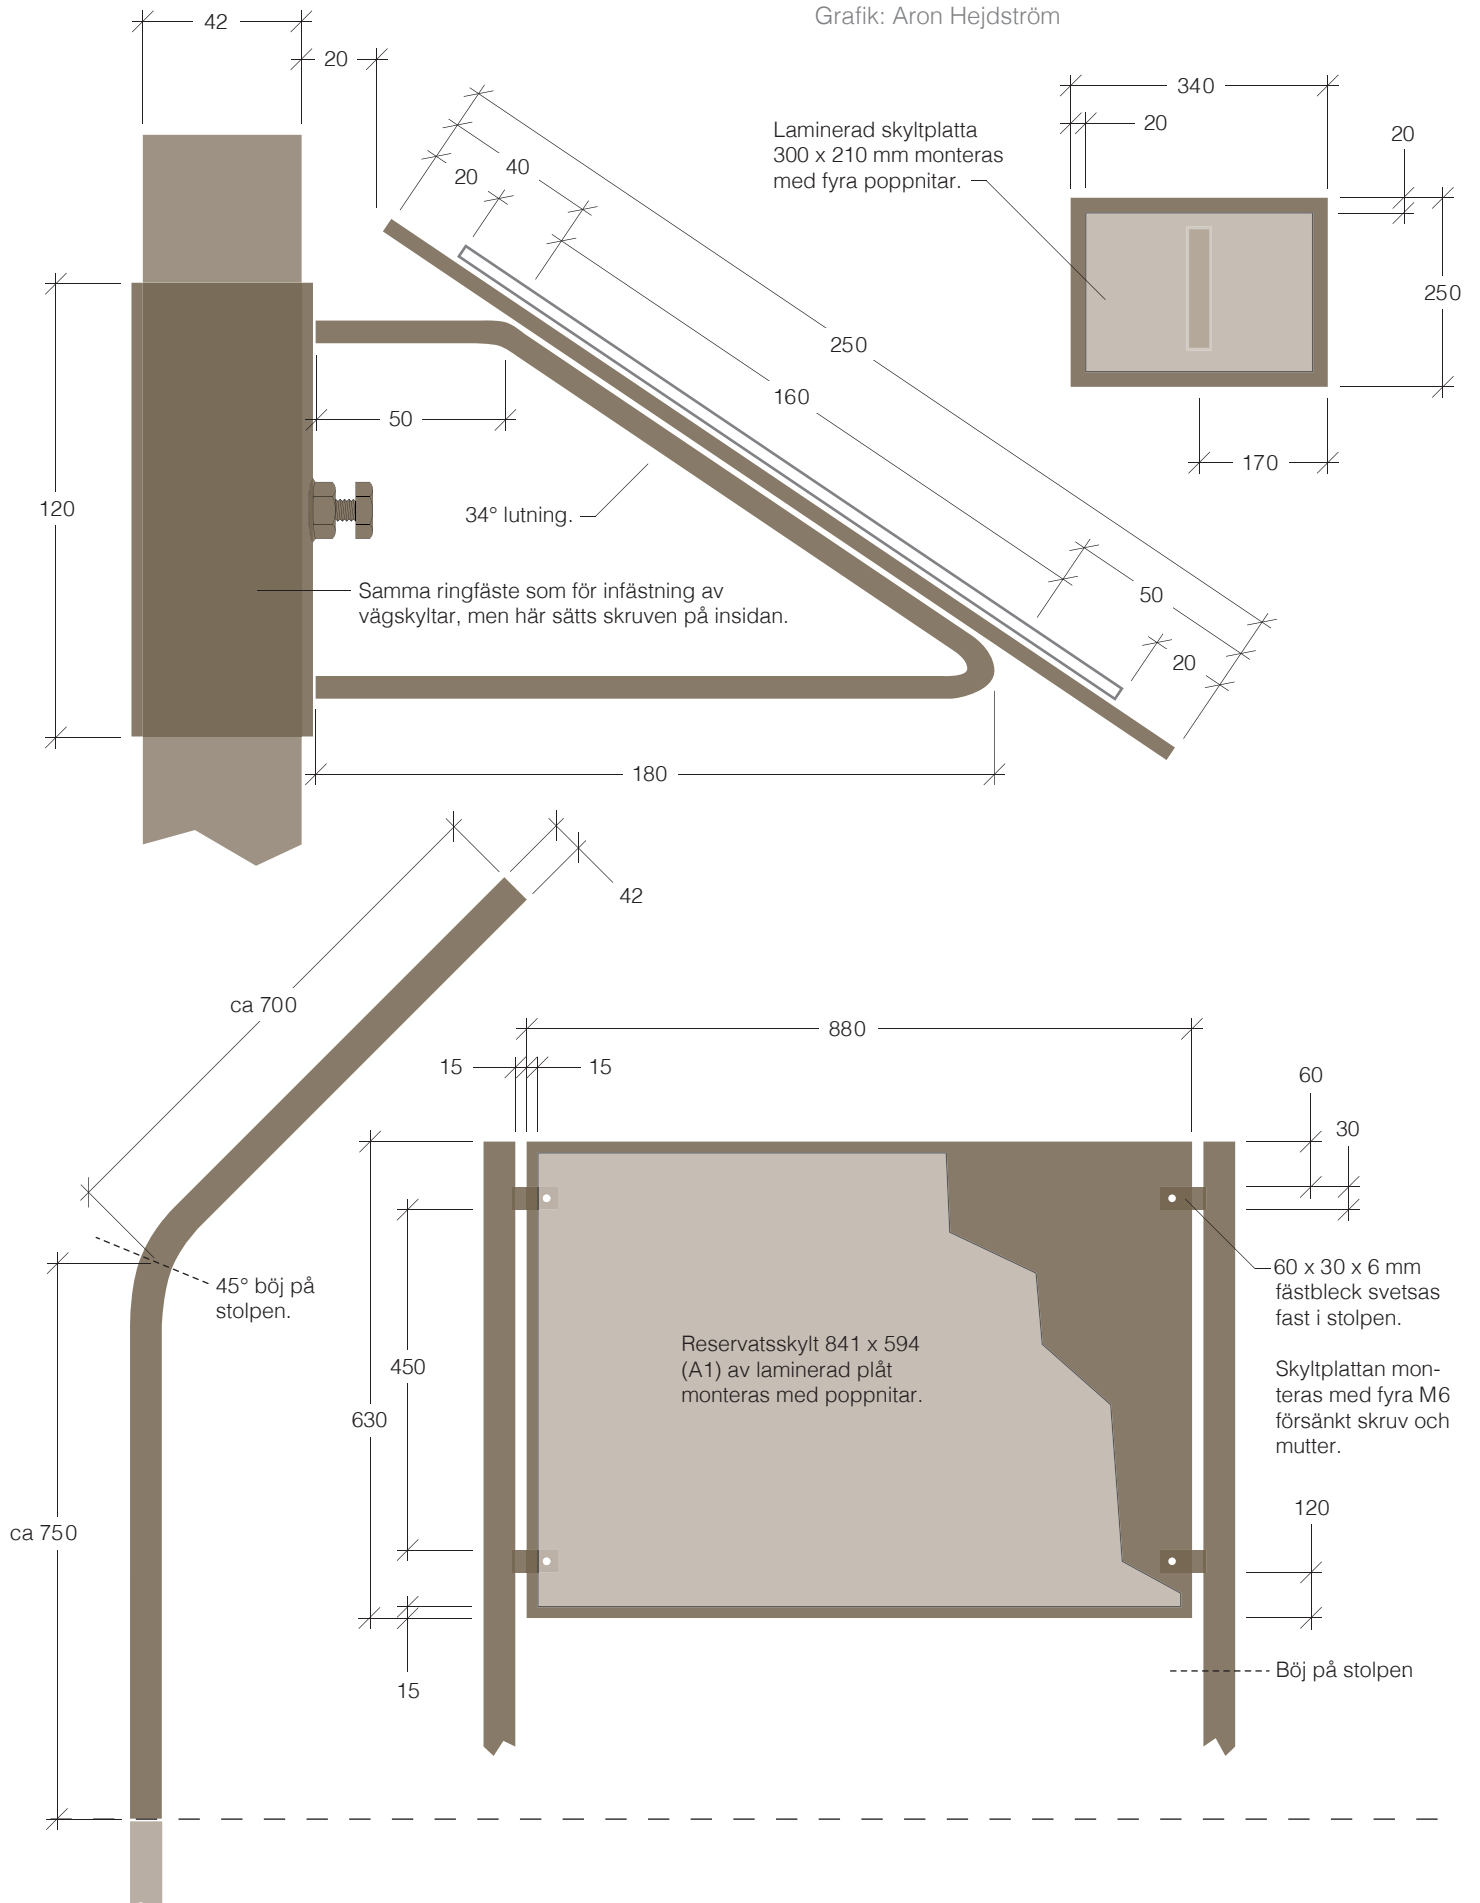 Grafik: Aron Hejdström
42
20
340
20
20
Laminerad skyltplatta
300 x 210 mm monteras
med fyra poppnitar.
40
20
250
250
160
50
170
120
34° lutning.
Samma ringfäste som för infästning av
vägskyltar, men här sätts skruven på insidan.
50
20
180
42
ca 700
880
15
15
60
30
45° böj på
stolpen.
60 x 30 x 6 mm
fästbleck svetsas
fast i stolpen.
Reservatsskylt 841 x 594
(A1) av laminerad plåt
monteras med poppnitar.
450
630
Skyltplattan mon-
teras med fyra M6
försänkt skruv och
mutter.
ca 750
120
15
Böj på stolpen